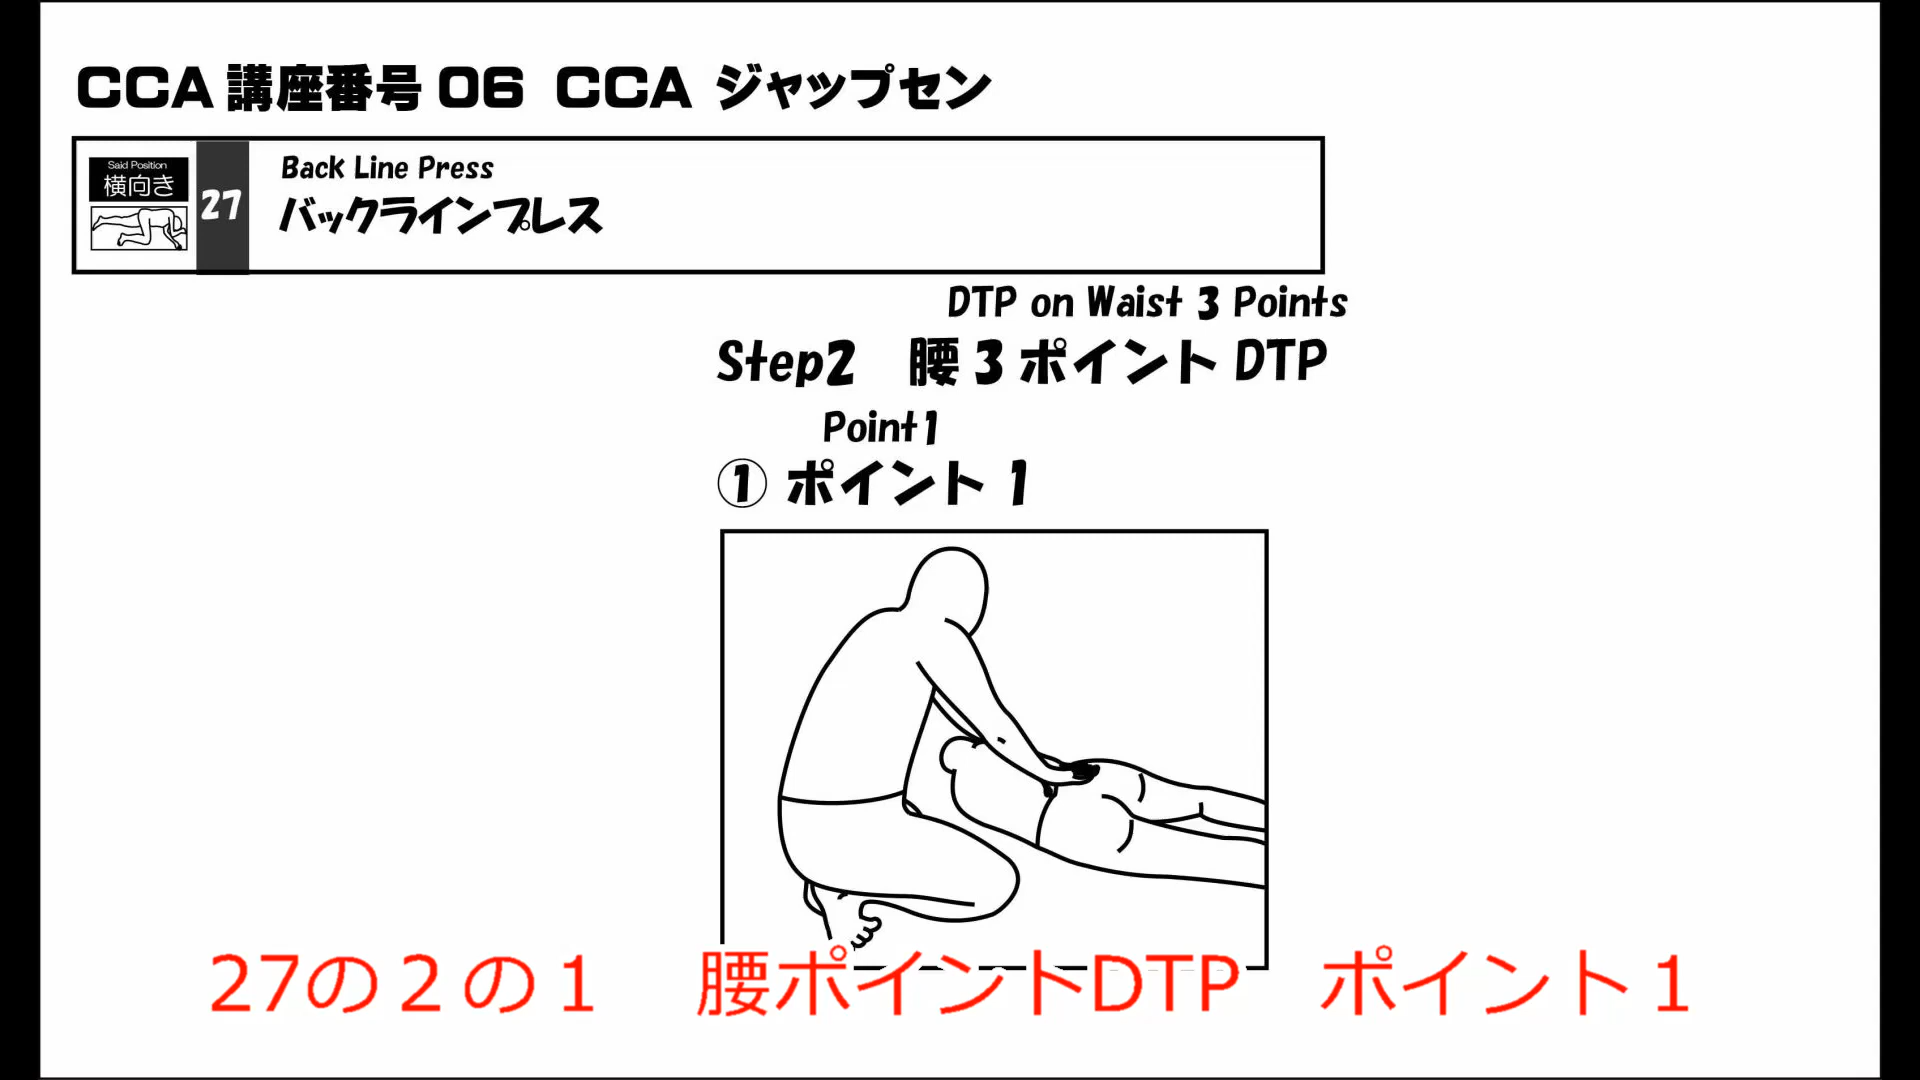 CCA 講座番号 06 CCA ジャップセン
Said Position
横向き
27
Back Line Press
バックラインプレス
DTP on Waist 3 Points
Step2 腰 3 ポイント DTP
Point1
① ポイント 1
27の２の１ 腰ポイントDTP ポイント１